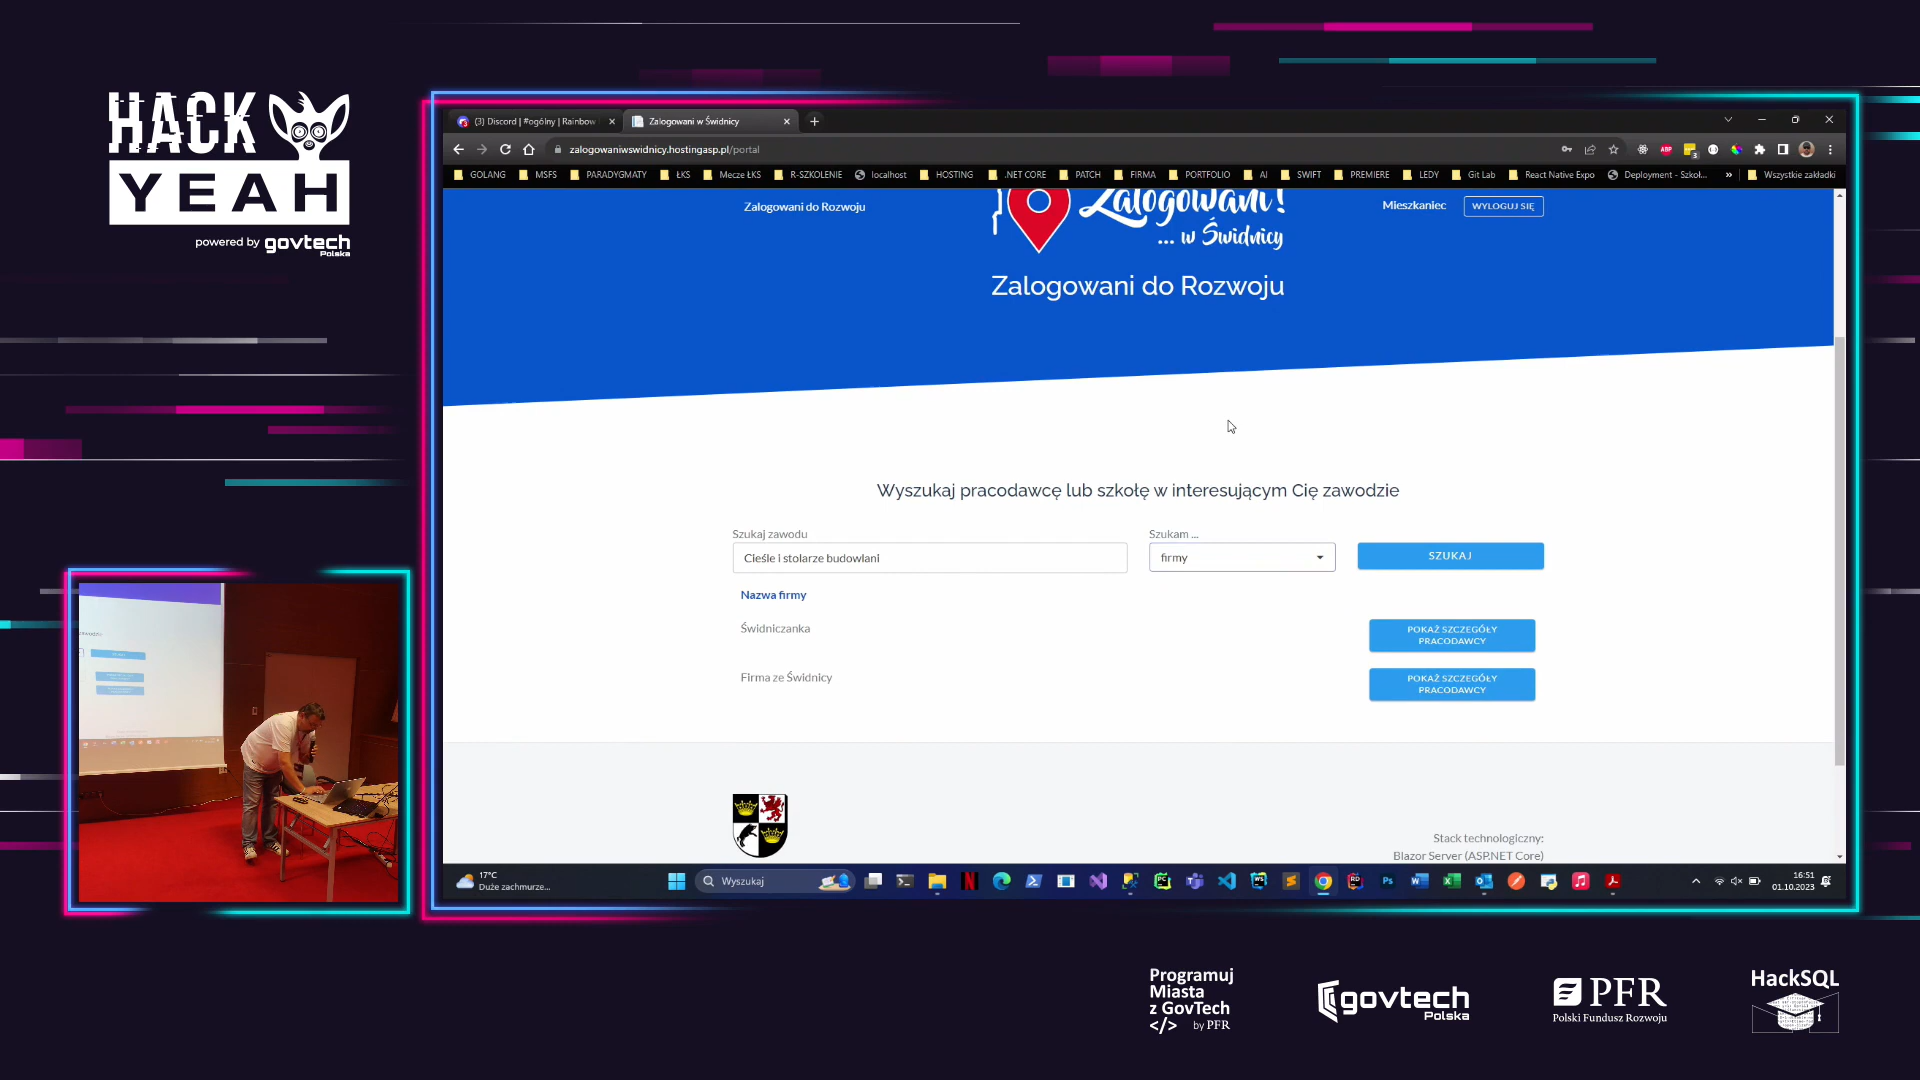 HACK
YEAH
powered by govtech
Polska
(3) Discord | #ogólny | Rainbow
Zalogowani w Świdnicy
zalogowaniwswidnicy.hostingasp.pl/portal
GOLANG MSFS PARADYGMATY ŁKS Mecze ŁKS R-SZKOLENIE localhost HOSTING .NET CORE PATCH FIRMA PORTFOLIO AI SWIFT PREMIERE LEDY Git Lab React Native Expo Deployment - Szkoł... » Wszystkie zakładki
Zalogowani do Rozwoju
Zalogowani!
... w Świdnicy
Mieszkaniec
WYLOGUJ SIĘ
Zalogowani do Rozwoju
Wyszukaj pracodawcę lub szkołę w interesującym Cię zawodzie
Szukaj zawodu
Szukam ...
Cieśle i stolarze budowlani
firmy
SZUKAJ
Nazwa firmy
Świdniczanka
POKAŻ SZCZEGÓŁY
PRACODAWCY
Firma ze Świdnicy
POKAŻ SZCZEGÓŁY
PRACODAWCY
Stack technologiczny:
Blazor Server (ASP.NET Core)
17°C
Duże zachmurze...
Wyszukaj
16:51
01.10.2023
Programuj
Miasta
z GovTech
</> by PFR
govtech
Polska
PFR
Polski Fundusz Rozwoju
HackSQL